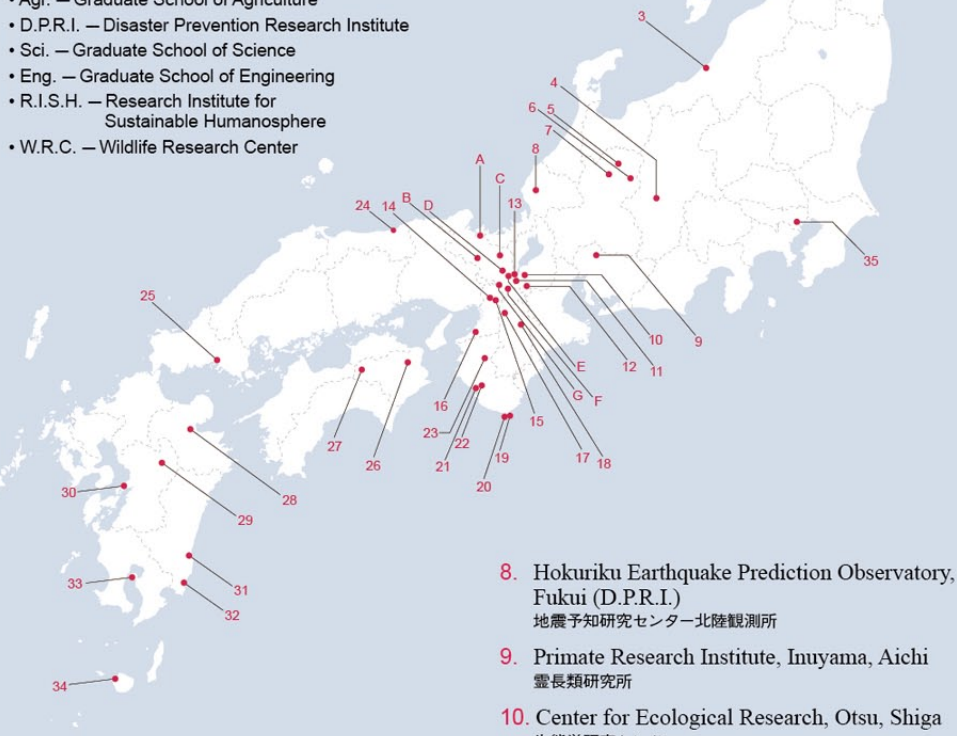 • Agr. — Graduate School of Agriculture
• D.P.R.I. — Disaster Prevention Research Institute
• Sci. — Graduate School of Science
• Eng. — Graduate School of Engineering
• R.I.S.H. — Research Institute for
Sustainable Humanosphere
• W.R.C. — Wildlife Research Center
3
4
6 5
7
8
A
C
B
D
13
24 14
35
25
9
10
11
12
E
G F
16
15
23
22
21
19
17 18
20
27
26
28
30
29
31
33
32
34
8. Hokuriku Earthquake Prediction Observatory,
Fukui (D.P.R.I.)
地震予知研究センター北陸観測所
9. Primate Research Institute, Inuyama, Aichi
霊長類研究所
10. Center for Ecological Research, Otsu, Shiga